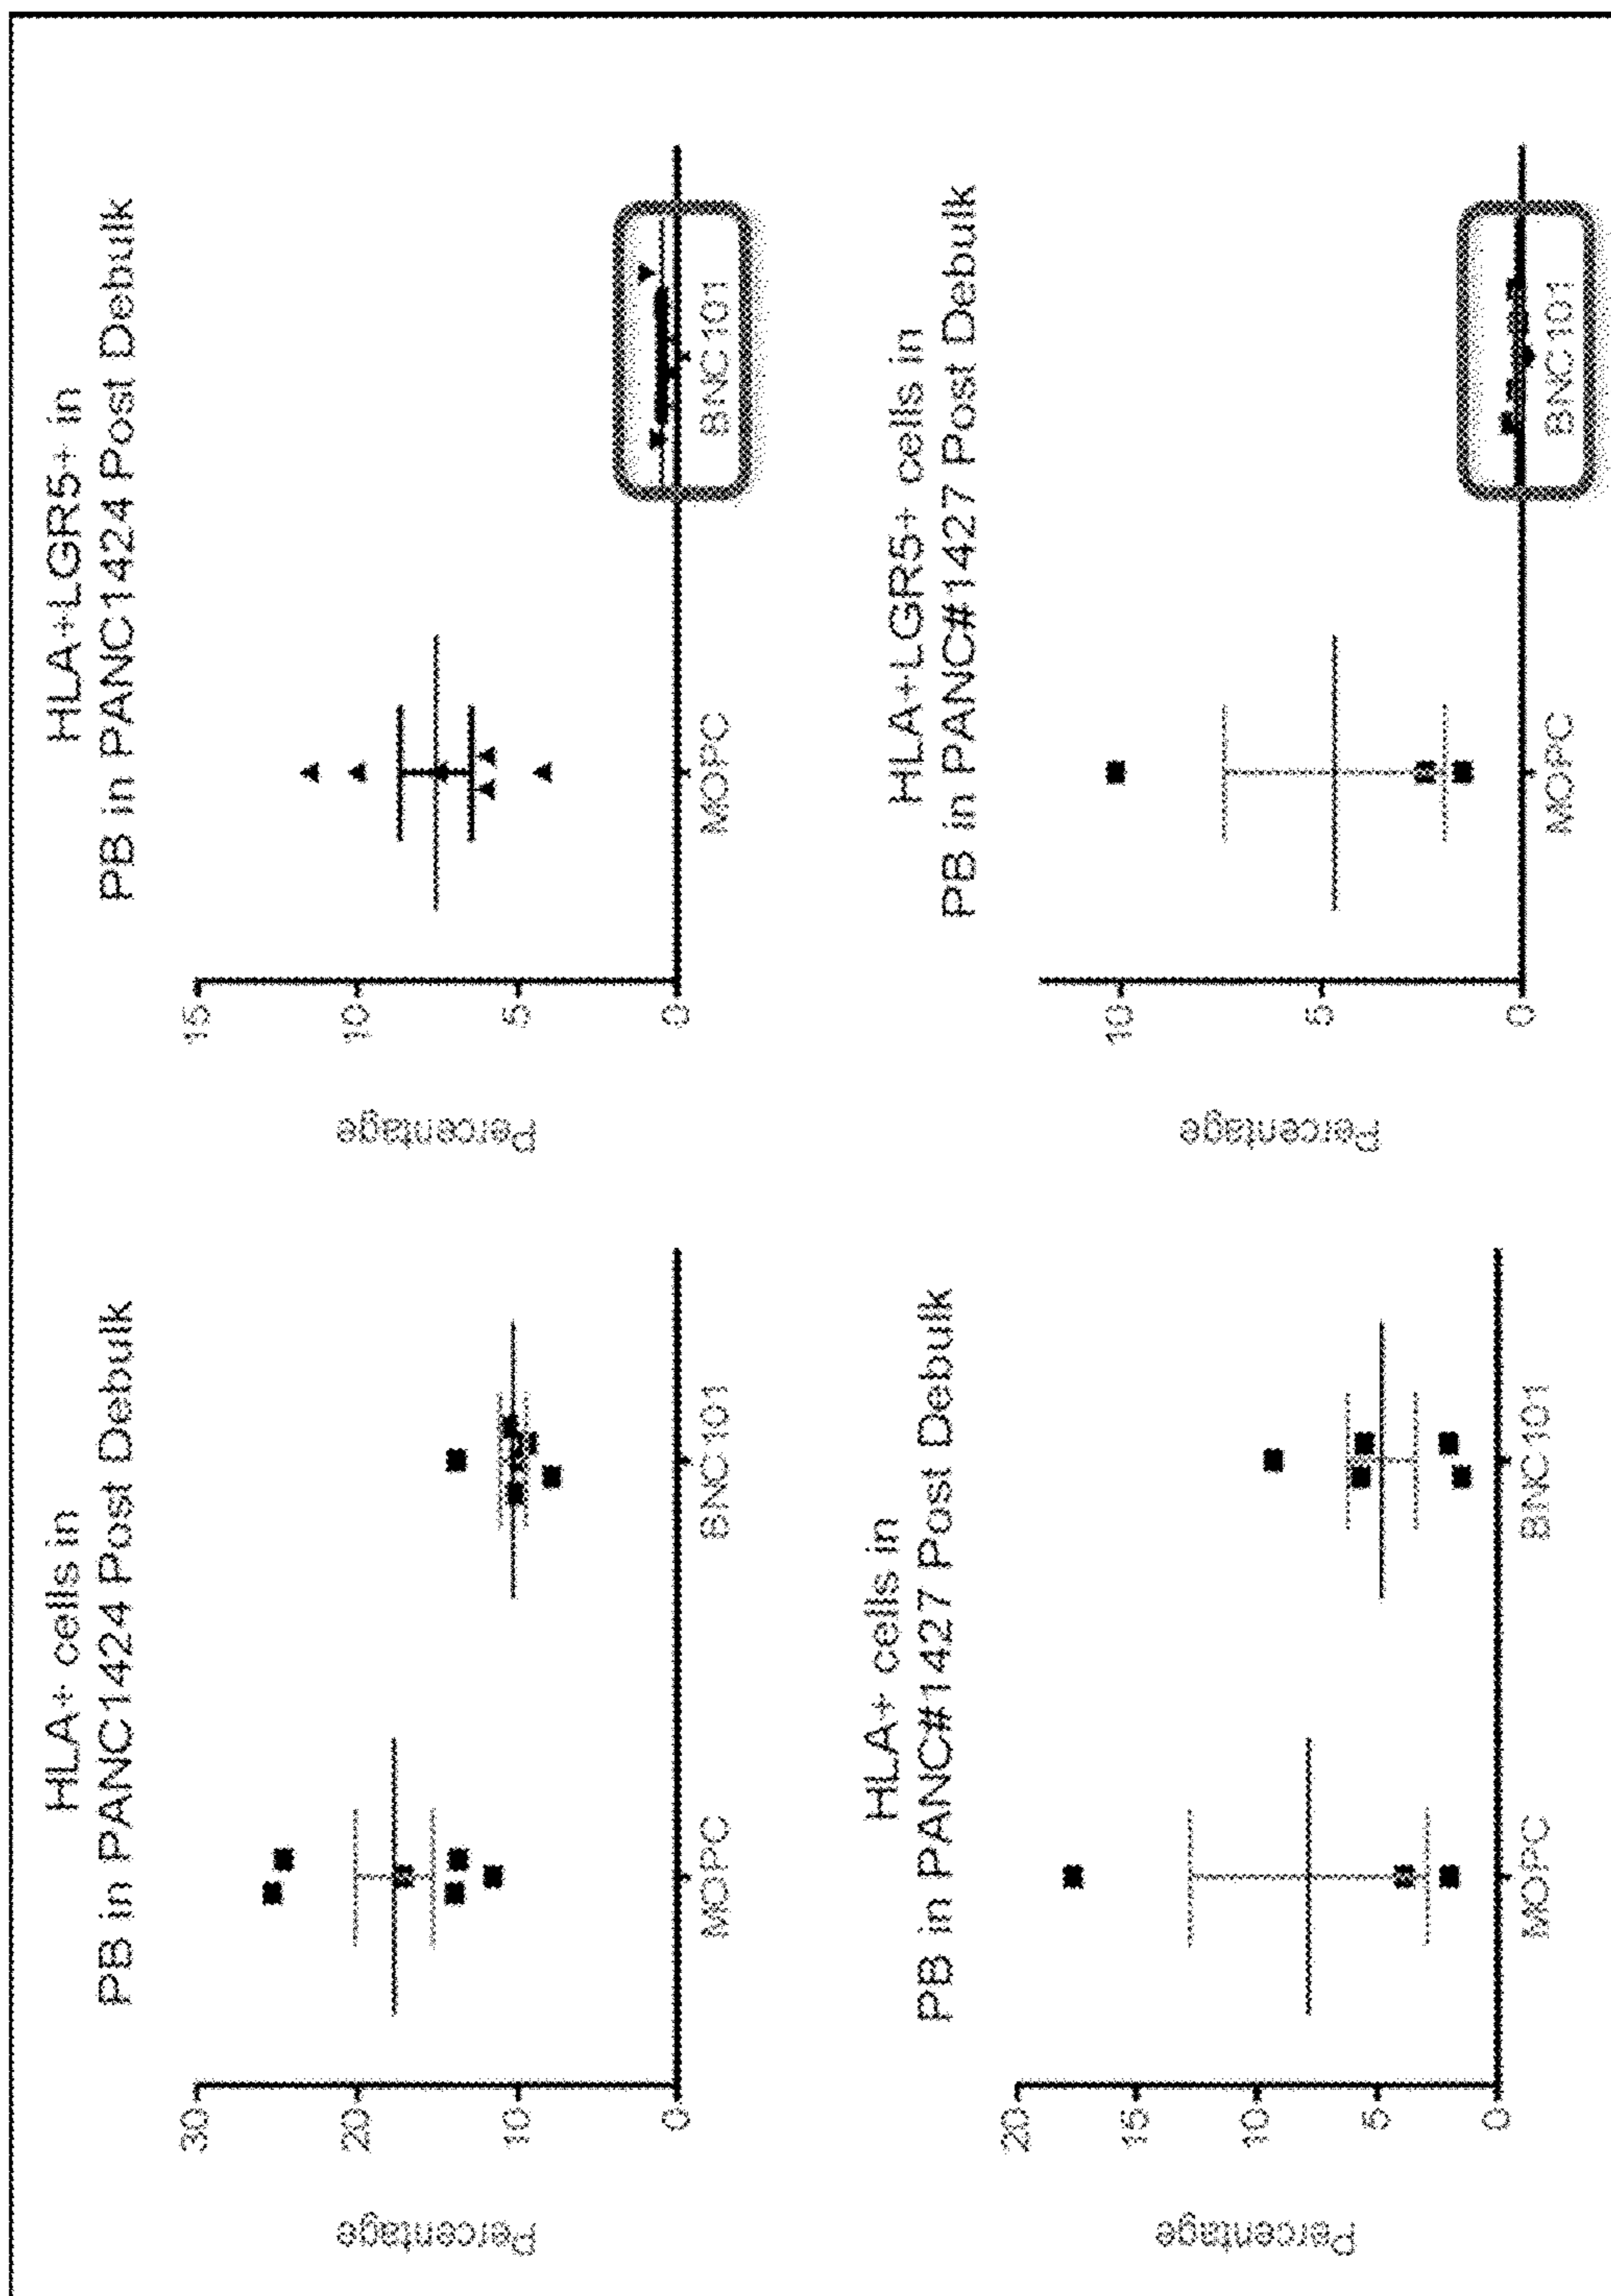 HLA+ cells in
PB in PANC1424 Post Debulk
Percentage
30
20
10
0
MOPC
BNC101
HLA+LGR5+ in
PB in PANC1424 Post Debulk
Percentage
15
10
5
0
MOPC
BNC101
HLA+ cells in
PB in PANC#1427 Post Debulk
Percentage
20
15
10
5
0
MOPC
BNC101
HLA+LGR5+ cells in
PB in PANC#1427 Post Debulk
Percentage
10
5
0
MOPC
BNC101